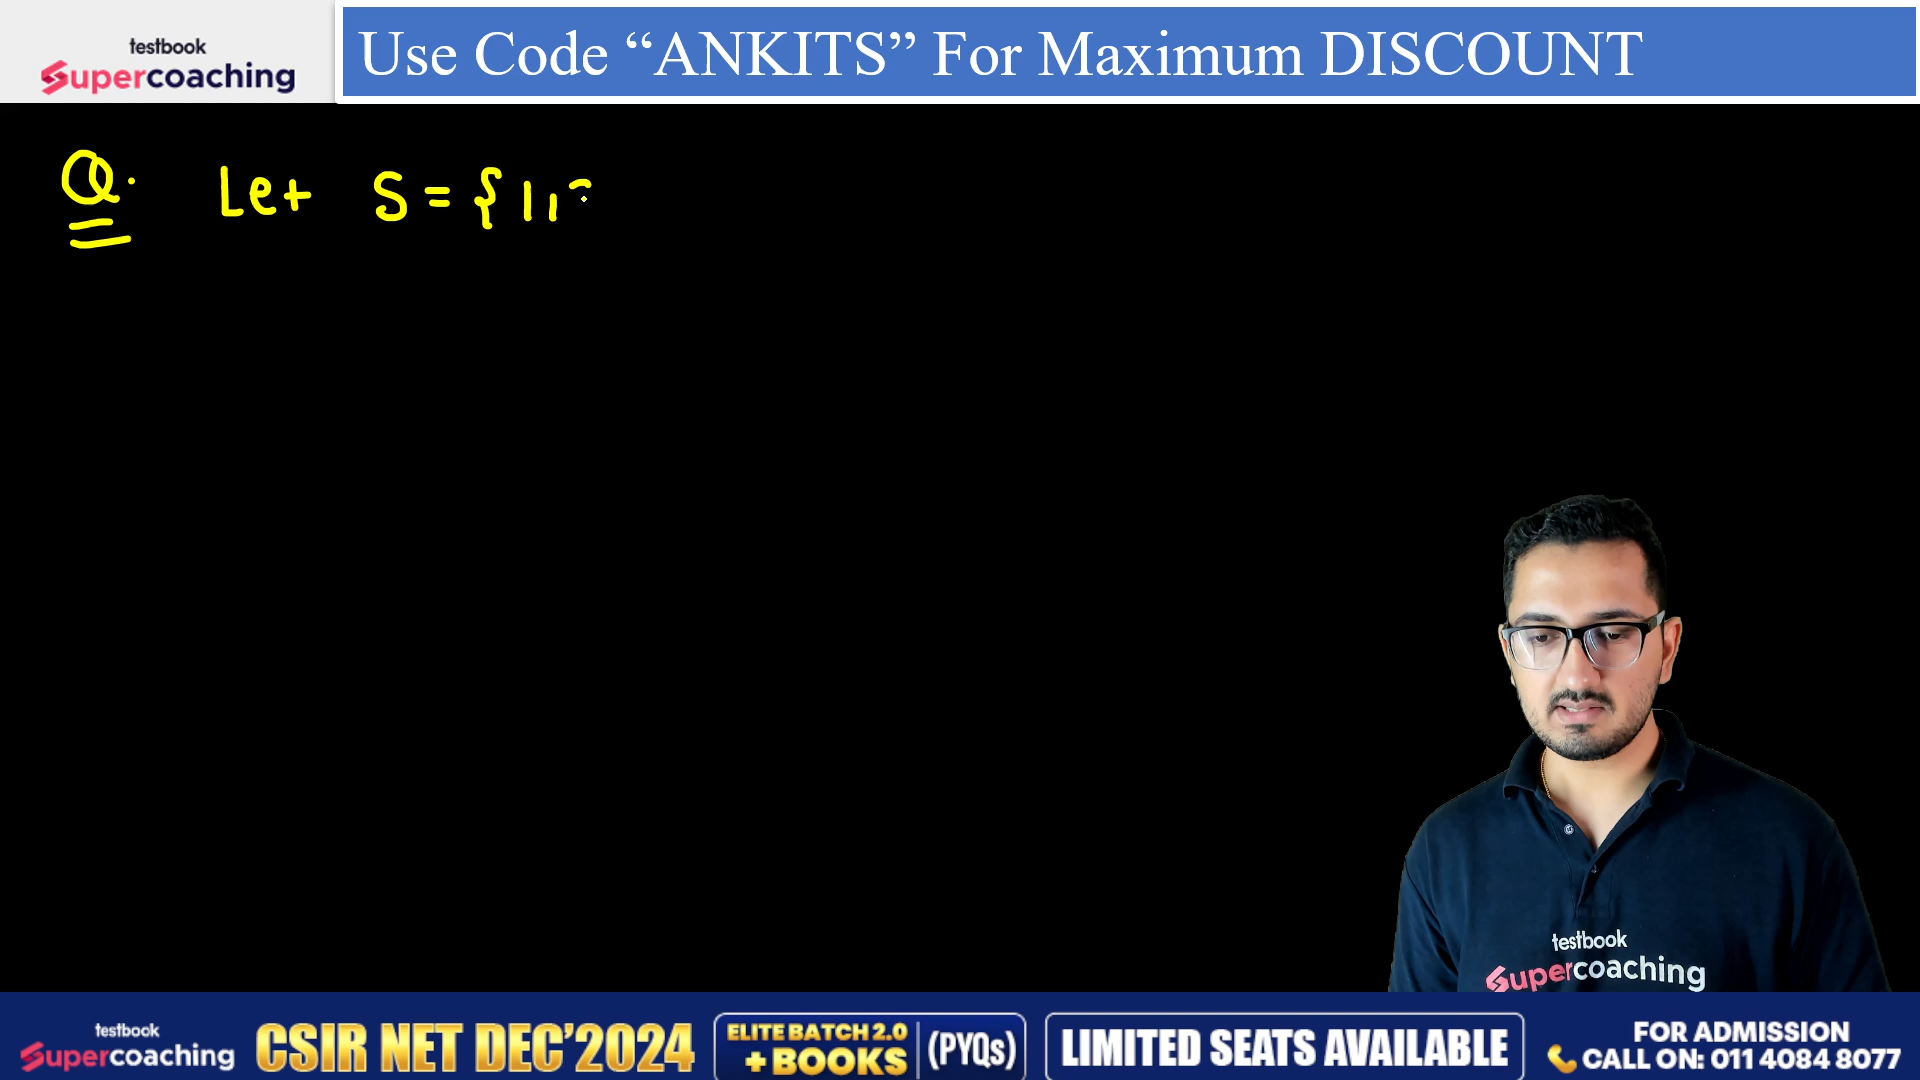 testbook
Supercoaching
Use Code “ANKITS” For Maximum DISCOUNT
Q. Let S = { 1,
testbook
Supercoaching
testbook
Supercoaching
CSIR NET DEC’2024
ELITE BATCH 2.0
+ BOOKS
(PYQs)
LIMITED SEATS AVAILABLE
FOR ADMISSION
CALL ON: 011 4084 8077